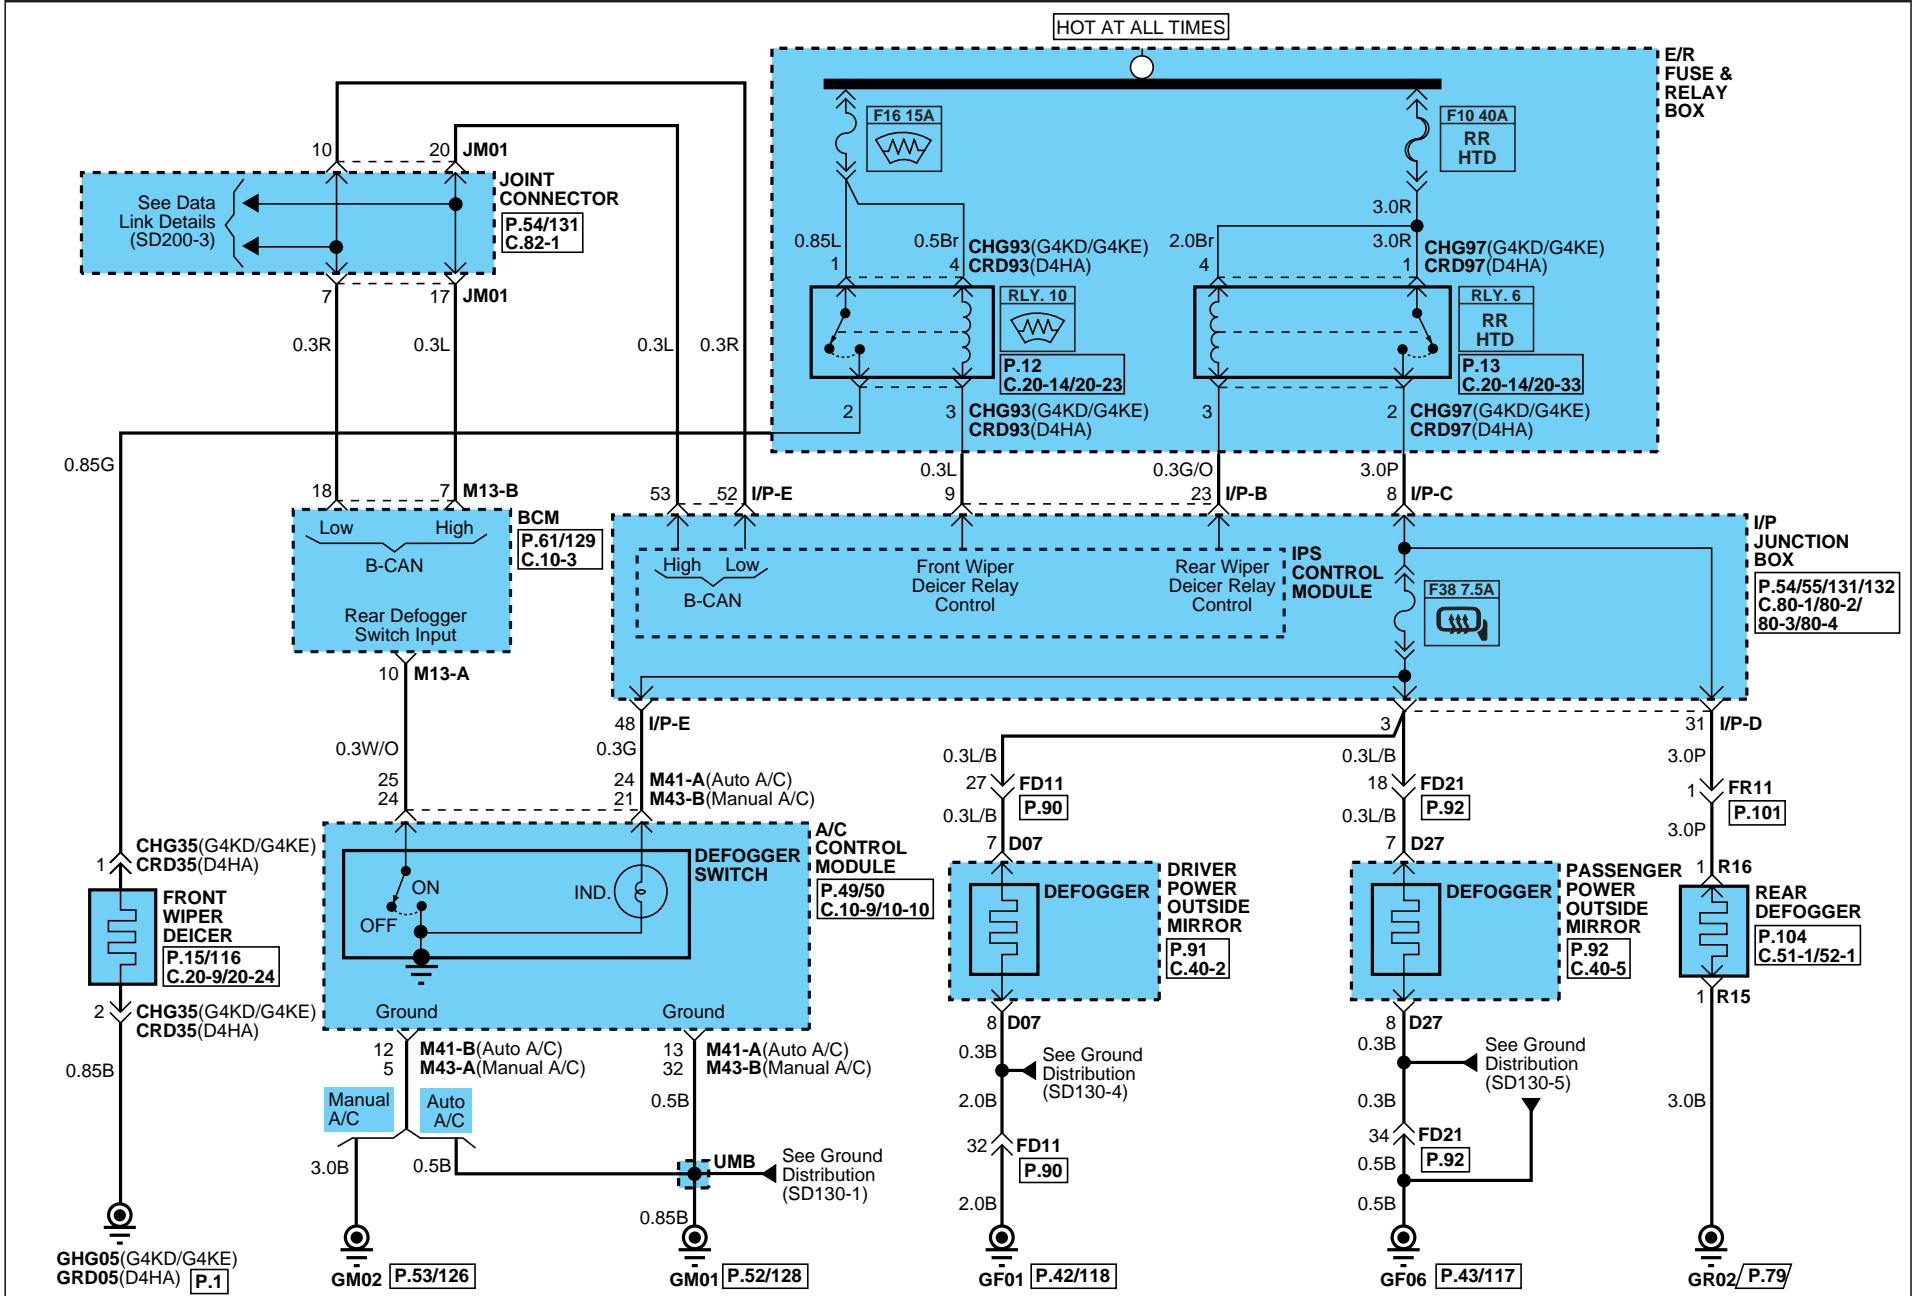 HOT AT ALL TIMES
E/R
FUSE &
RELAY
BOX
F16 15A
F10 40A
RR
HTD
10
20 JM01
JOINT
CONNECTOR
P.54/131
C.82-1
See Data
Link Details
(SD200-3)
7
17 JM01
3.0R
0.85L
0.5Br
CHG93(G4KD/G4KE)
CRD93(D4HA)
1
4
2.0Br
3.0R
CHG97(G4KD/G4KE)
CRD97(D4HA)
4
1
RLY. 10
RLY. 6
RR
HTD
P.12
C.20-14/20-23
P.13
C.20-14/20-33
0.3R
0.3L
0.3L
0.3R
2
3
CHG93(G4KD/G4KE)
CRD93(D4HA)
3
2
CHG97(G4KD/G4KE)
CRD97(D4HA)
0.85G
0.3L
0.3G/O
3.0P
18
7 M13-B
53
52 I/P-E
9
23 I/P-B
8 I/P-C
Low
High
B-CAN
Rear Defogger
Switch Input
BCM
P.61/129
C.10-3
High
Low
B-CAN
Front Wiper
Deicer Relay
Control
Rear Wiper
Deicer Relay
Control
IPS
CONTROL
MODULE
F38 7.5A
I/P
JUNCTION
BOX
P.54/55/131/132
C.80-1/80-2/
80-3/80-4
10 M13-A
48 I/P-E
3
31 I/P-D
0.3W/O
0.3G
0.3L/B
0.3L/B
3.0P
25
24
24 M41-A(Auto A/C)
21 M43-B(Manual A/C)
27 FD11
P.90
18 FD21
P.92
1 FR11
P.101
0.3L/B
0.3L/B
3.0P
7 D07
7 D27
1 R16
CHG35(G4KD/G4KE)
1 CRD35(D4HA)
FRONT
WIPER
DEICER
P.15/116
C.20-9/20-24
2 CHG35(G4KD/G4KE)
CRD35(D4HA)
DEFOGGER
SWITCH
ON
OFF
IND.
A/C
CONTROL
MODULE
P.49/50
C.10-9/10-10
DEFOGGER
DRIVER
POWER
OUTSIDE
MIRROR
P.91
C.40-2
DEFOGGER
PASSENGER
POWER
OUTSIDE
MIRROR
P.92
C.40-5
REAR
DEFOGGER
P.104
C.51-1/52-1
Ground
Ground
8 D07
8 D27
1 R15
12 M41-B(Auto A/C)
5 M43-A(Manual A/C)
13 M41-A(Auto A/C)
32 M43-B(Manual A/C)
0.85B
Manual
A/C
Auto
A/C
0.5B
0.3B
See Ground
Distribution
(SD130-4)
2.0B
0.3B
See Ground
Distribution
(SD130-5)
0.3B
3.0B
32 FD11
P.90
34 FD21
P.92
3.0B
0.5B
UMB
See Ground
Distribution
(SD130-1)
0.5B
0.85B
2.0B
0.5B
GHG05(G4KD/G4KE)
GRD05(D4HA) P.1
GM02 P.53/126
GM01 P.52/128
GF01 P.42/118
GF06 P.43/117
GR02 P.79